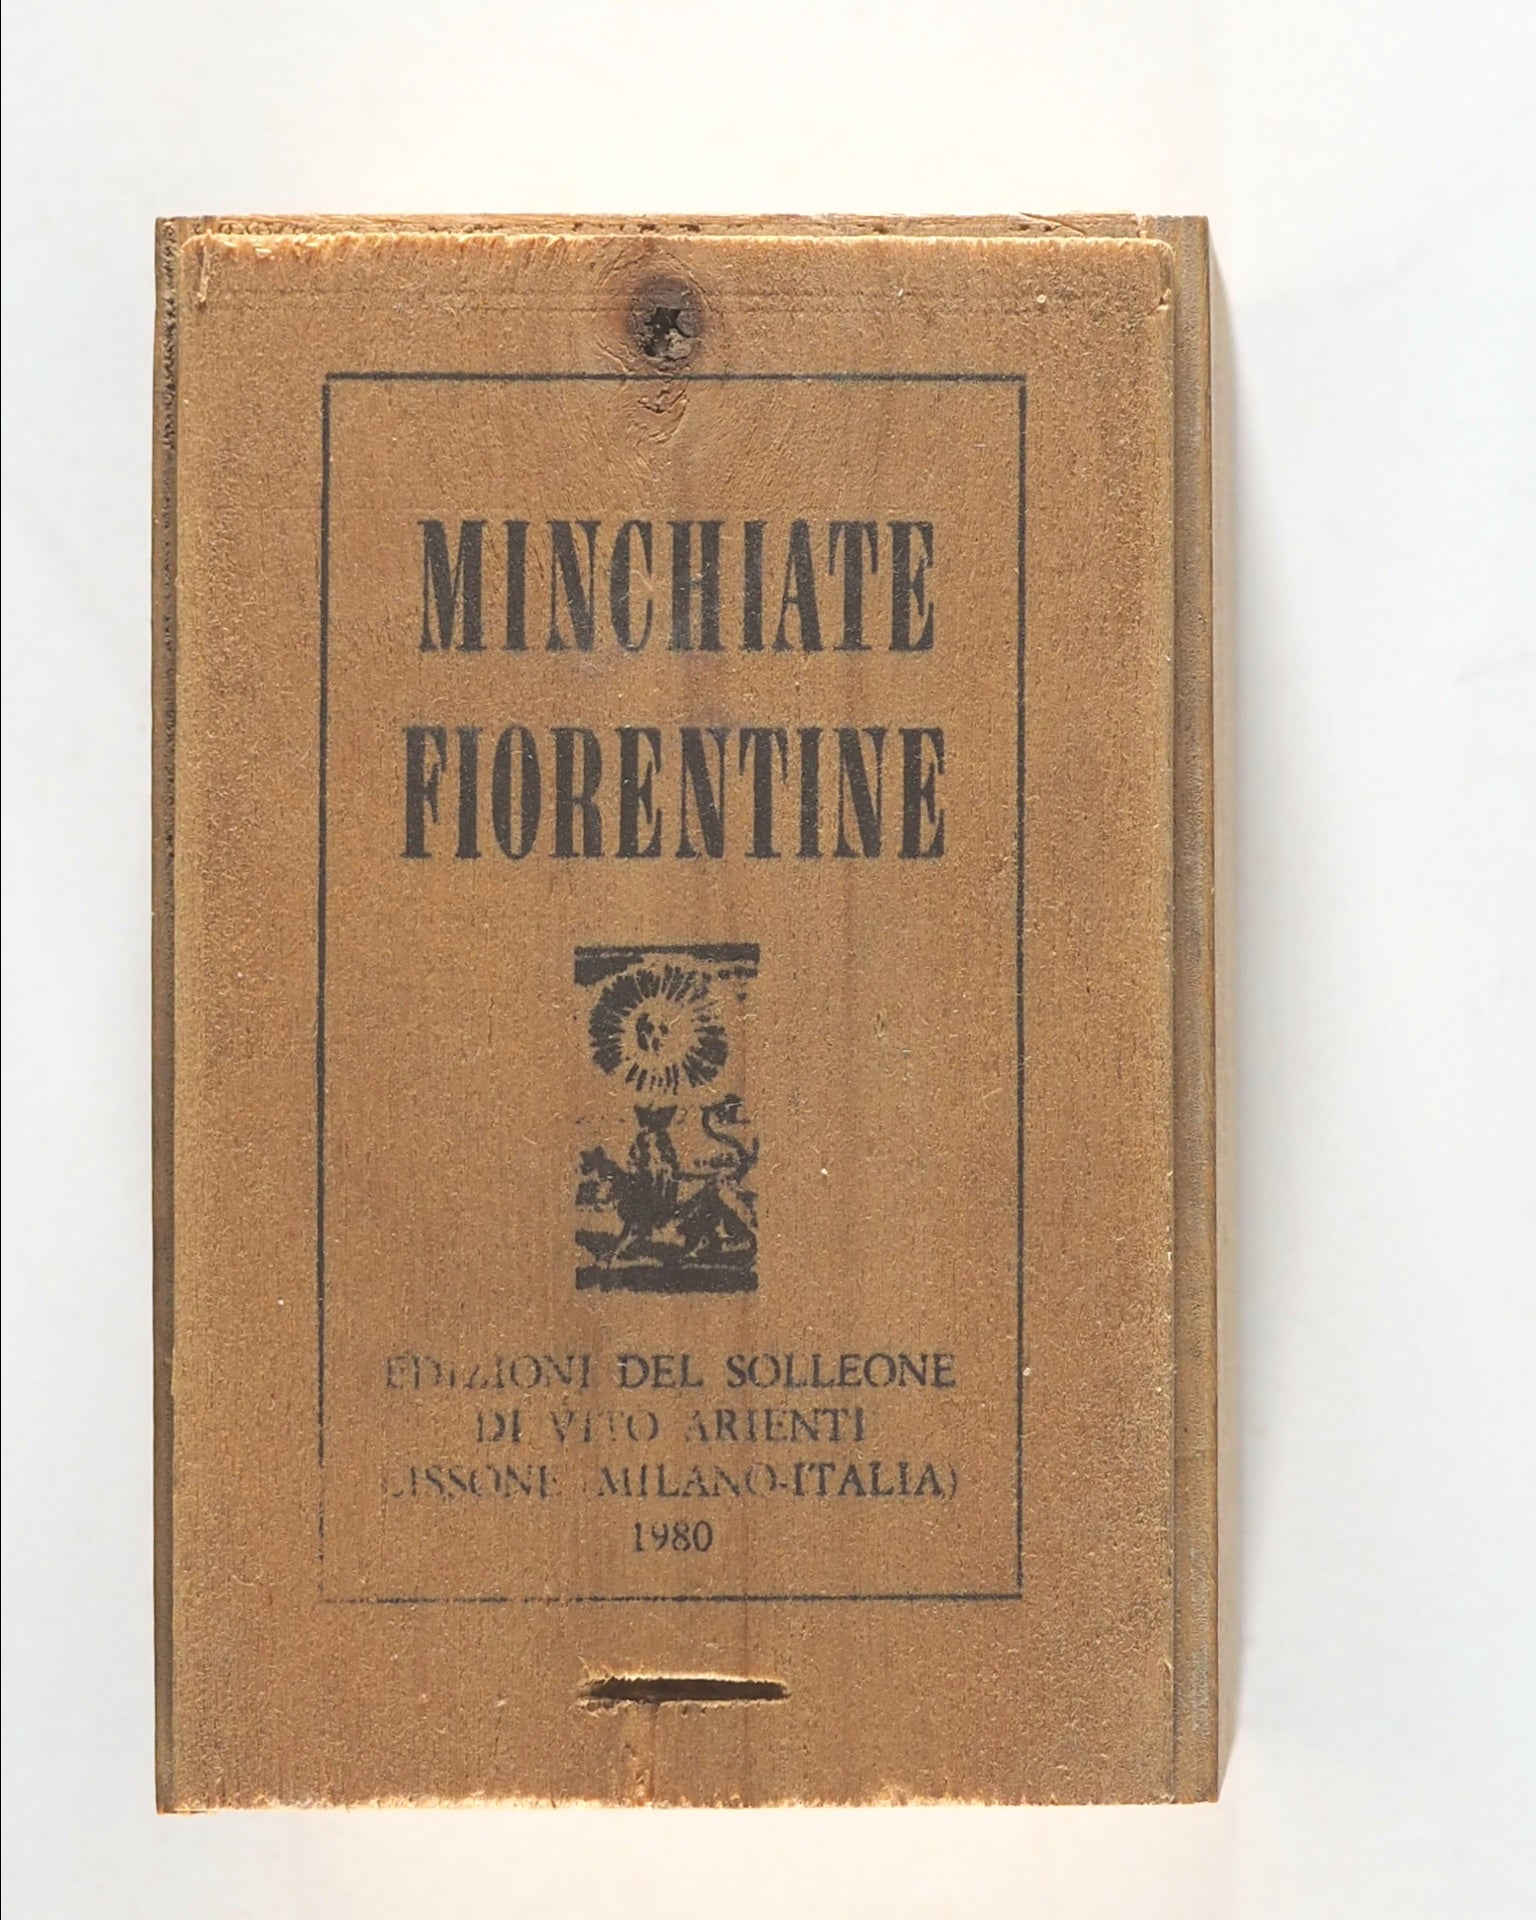 MINCHIATE
FIORENTINE
EDIZIONI DEL SOLLEONE
DI VITO ARIENTI
LISSONE (MILANO-ITALIA)
1980